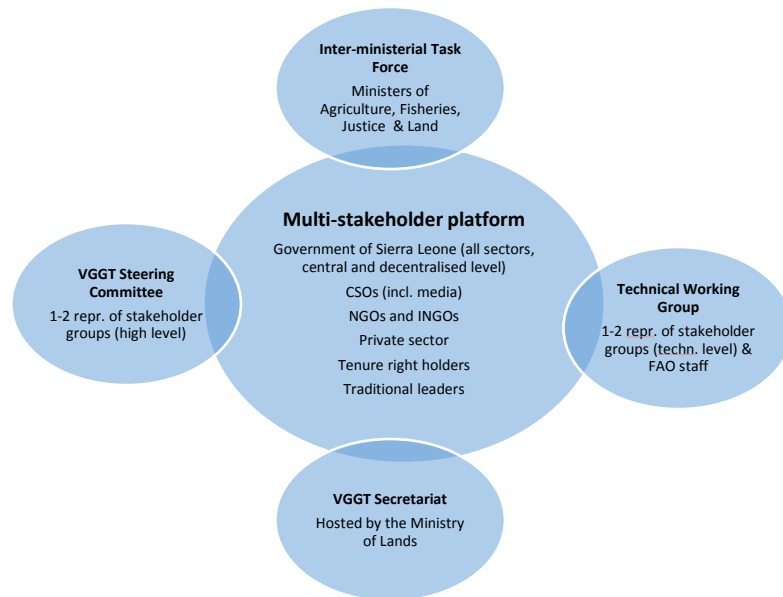 Inter-ministerial Task
Force
Ministers of
Agriculture, Fisheries,
Justice & Land
Multi-stakeholder platform
Government of Sierra Leone (all sectors,
central and decentralised level)
CSOs (incl. media)
NGOs and INGOs
Private sector
Tenure right holders
Traditional leaders
VGGT Steering
Committee
1-2 repr. of stakeholder
groups (high level)
Technical Working
Group
1-2 repr. of stakeholder
groups (techn. level) &
FAO staff
VGGT Secretariat
Hosted by the Ministry
of Lands